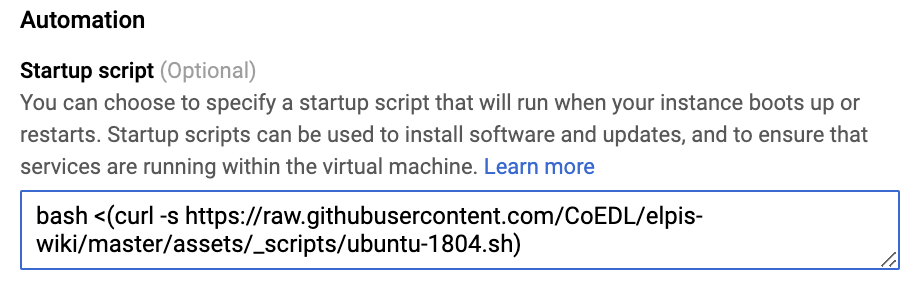 Automation
Startup script (Optional)
You can choose to specify a startup script that will run when your instance boots up or
restarts. Startup scripts can be used to install software and updates, and to ensure that
services are running within the virtual machine. Learn more
bash <(curl -s https://raw.githubusercontent.com/CoEDL/elpis-
wiki/master/assets/_scripts/ubuntu-1804.sh)